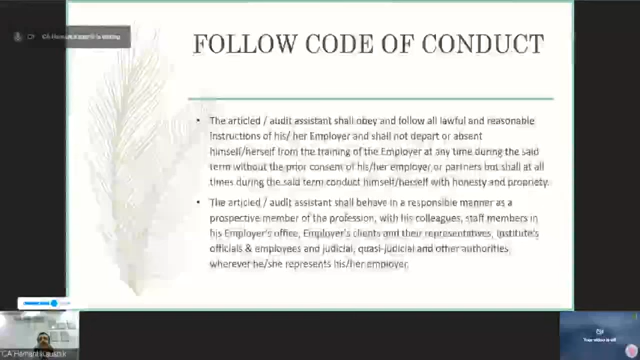 FOLLOW CODE OF CONDUCT
• The articled / audit assistant shall obey and follow all lawful and reasonable
instructions of his/ her Employer and shall not depart or absent
himself/herself from the training of the Employer at any time during the said
term without the prior consent of his/her employer or partners but shall at all
times during the said term conduct himself/herself with honesty and propriety.
• The articled / audit assistant shall behave in a responsible manner as a
prospective member of the profession, with his colleagues, staff members in
his Employer's office, Employer's clients and their representatives, Institute's
officials & employees and judicial, quasi-judicial and other authorities
wherever he/she represents his/her employer.
Your video is off